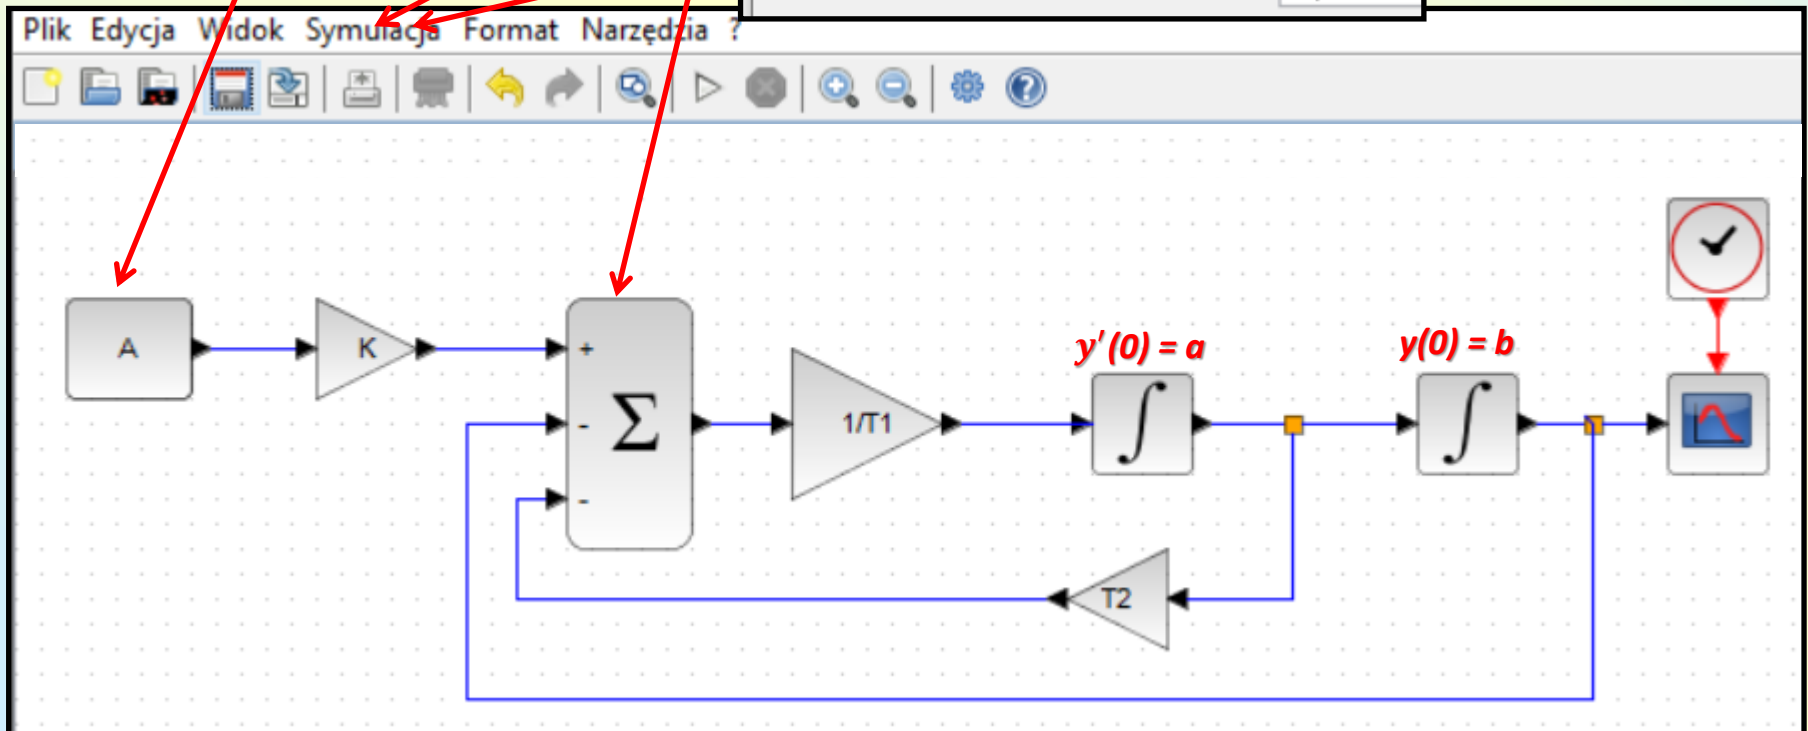 Plik Edycja Widok Symulacja Format Narzędzia ?
A
K
+
-
-
Σ
1/T1
y'(0) = a
∫
y(0) = b
∫
T2